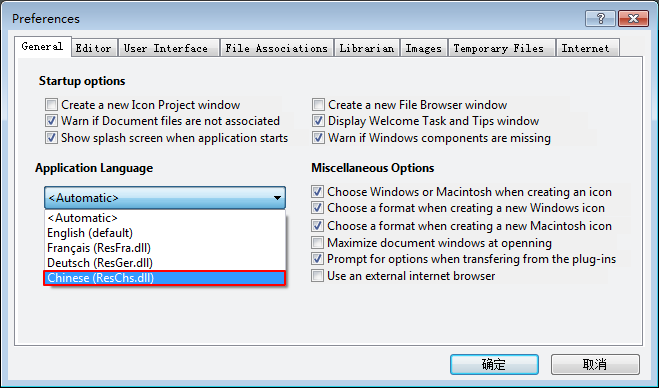 Preferences
General Editor User Interface File Associations Librarian Images Temporary Files Internet
Startup options
Create a new Icon Project window
Warn if Document files are not associated
Show splash screen when application starts
Create a new File Browser window
Display Welcome Task and Tips window
Warn if Windows components are missing
Application Language
<Automatic>
<Automatic>
English (default)
Français (ResFra.dll)
Deutsch (ResGer.dll)
Chinese (ResChs.dll)
Miscellaneous Options
Choose Windows or Macintosh when creating an icon
Choose a format when creating a new Windows icon
Choose a format when creating a new Macintosh icon
Maximize document windows at openning
Prompt for options when transfering from the plug-ins
Use an external internet browser
确定
取消